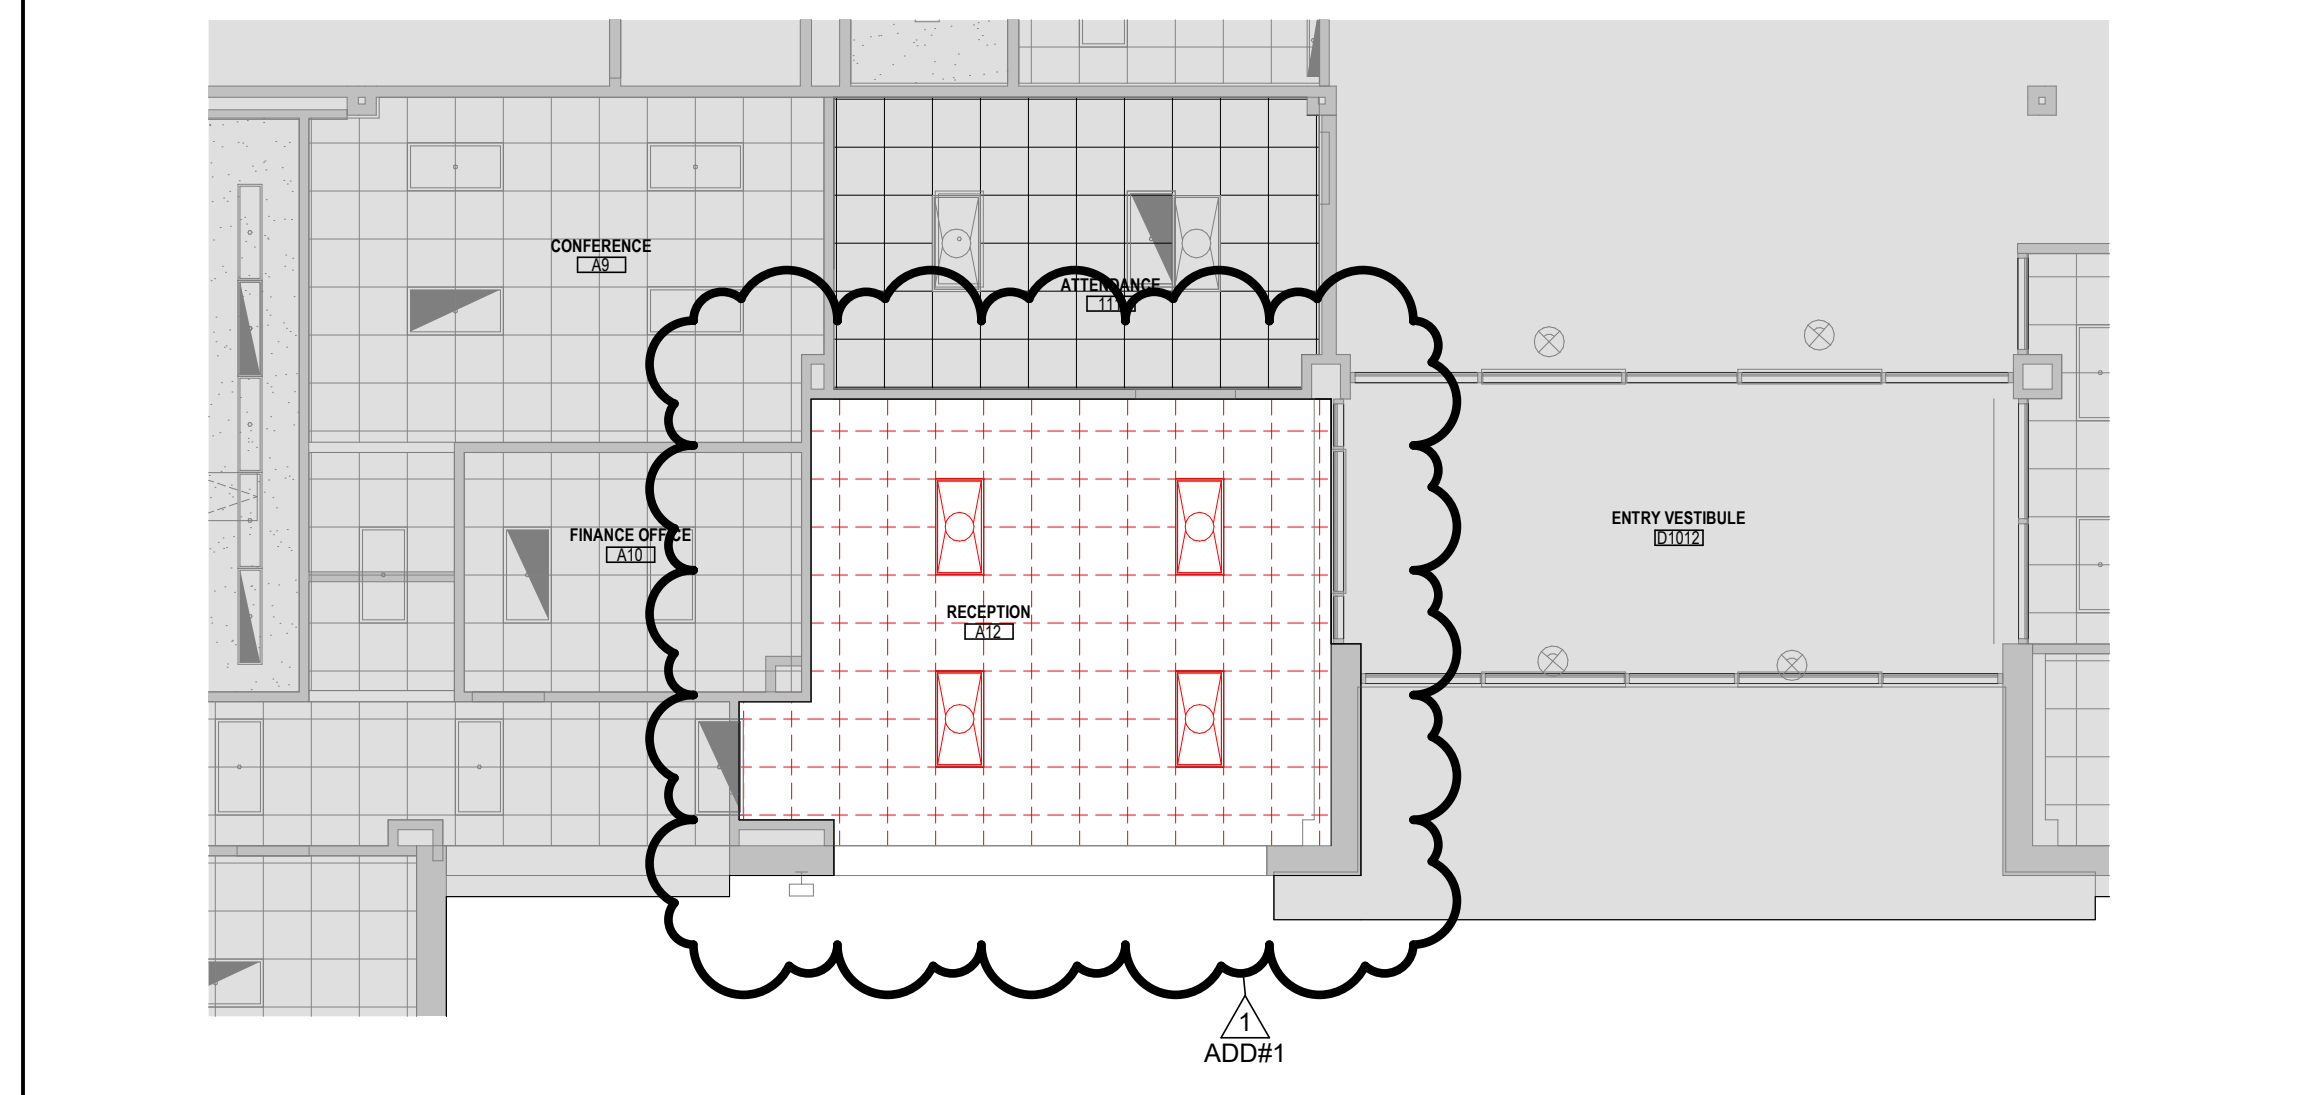 CONFERENCE
A9
ATTENDANCE
FINANCE OFFICE
A10
RECEPTION
A12
ENTRY VESTIBULE
D1012
1
ADD#1